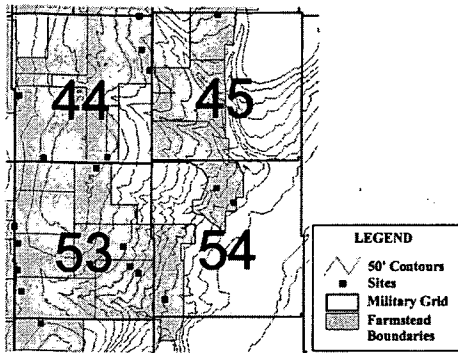 44
45
53
54
LEGEND
50' Contours
Sites
Military Grid
Farmstead
Boundaries